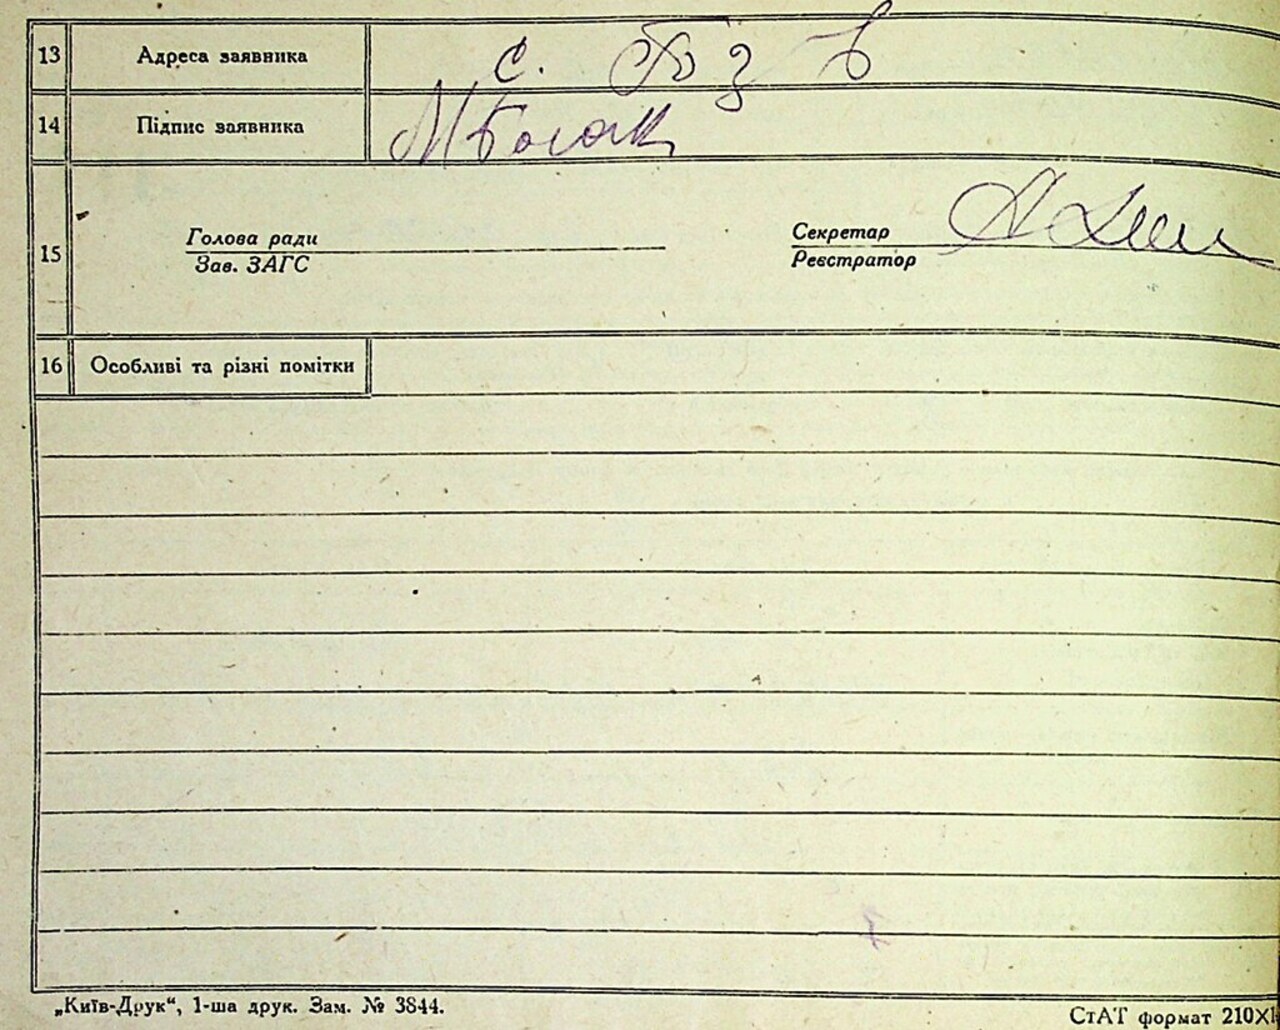 13 Адреса заявника с.
14 Підпис заявника
15 Голова ради Секретар
Зав. ЗАГС Реєстратор
16 Особливі та різні помітки
„Київ-Друк“, 1-ша друк. Зам. № 3844. СтАТ формат 210X1